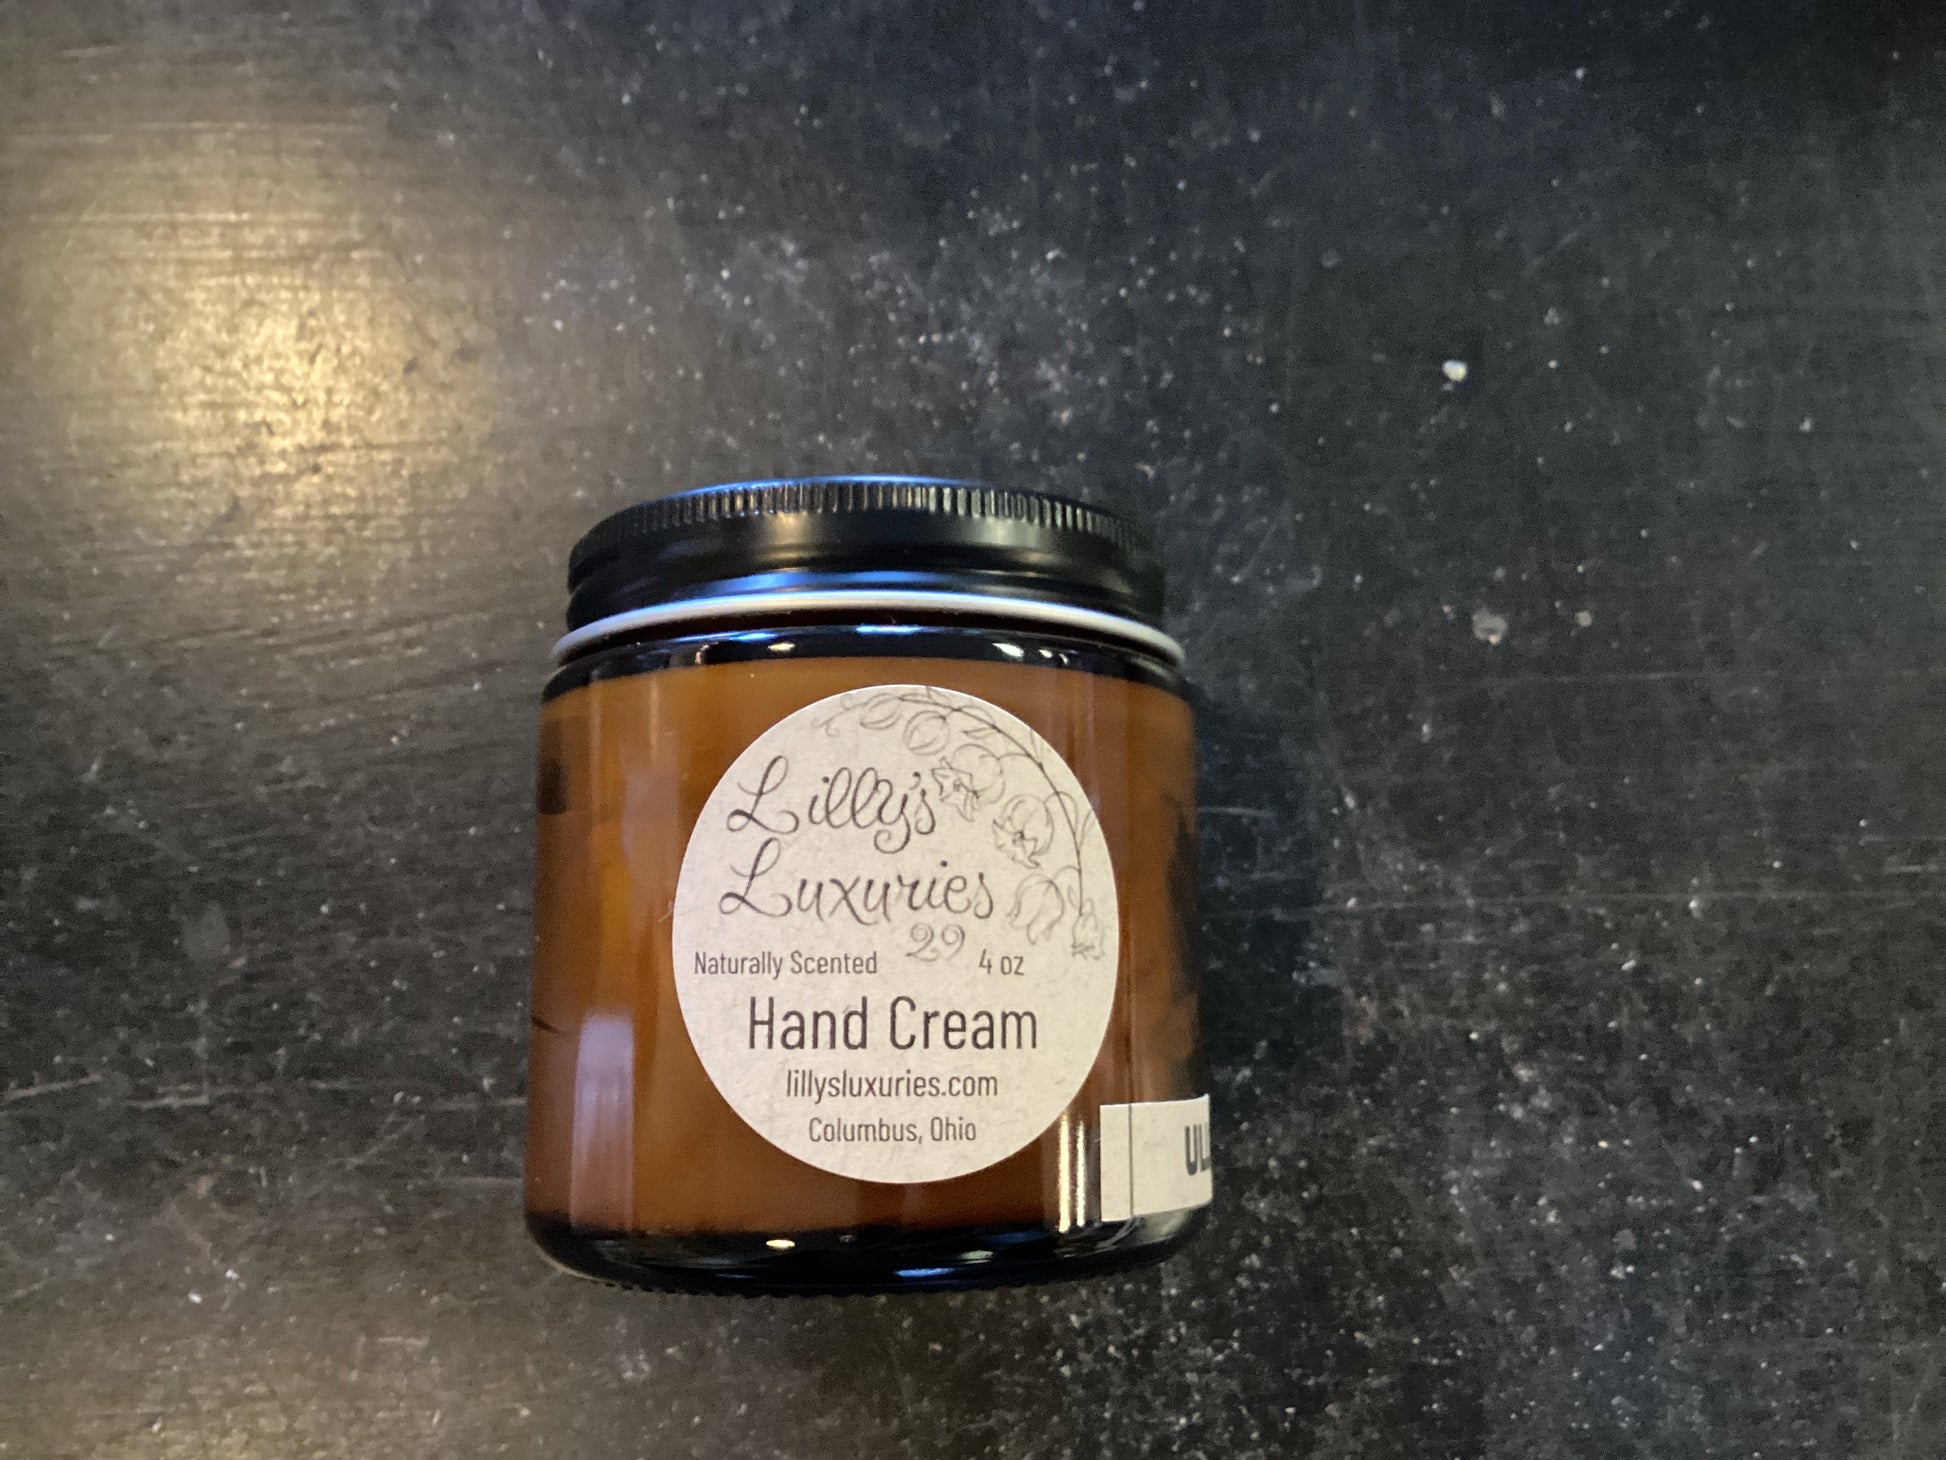 Lilly's
Luxuries
29
Naturally Scented 4 oz
Hand Cream
lillysluxuries.com
Columbus, Ohio